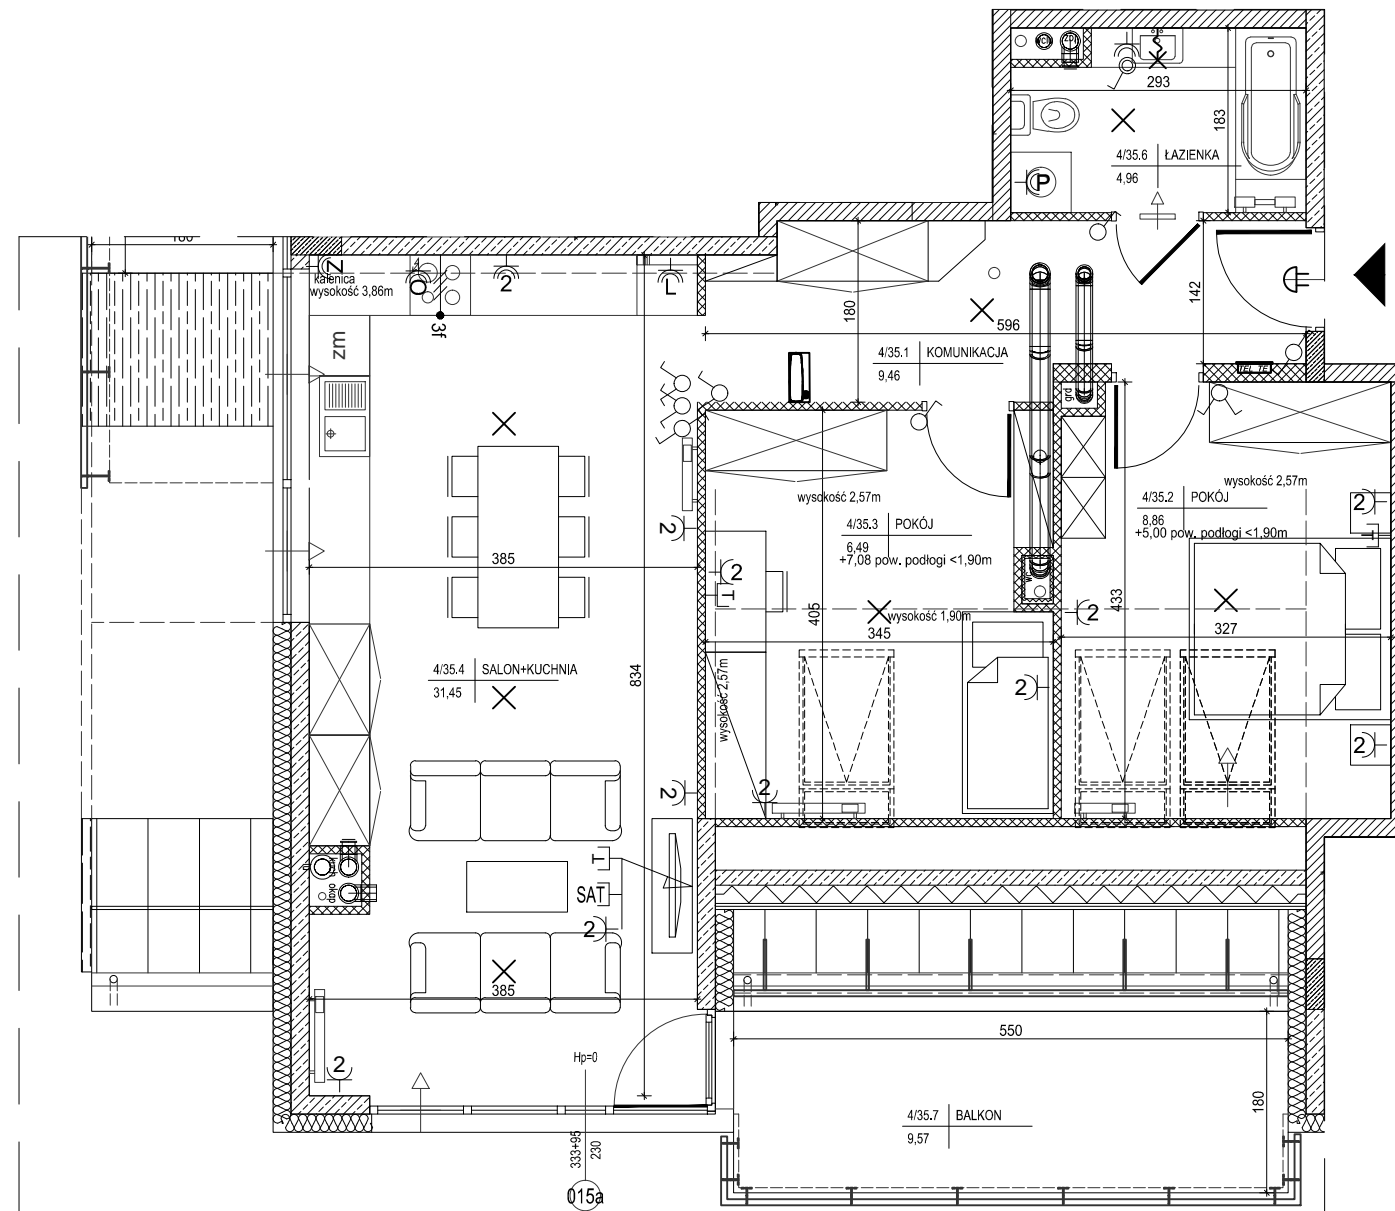 293
183
4/35.6 ŁAZIENKA
4,96
P
180
Z
kalenica
wysokość 3,86m
O
2
L
3f
zm
180
596
142
4/35.1 KOMUNIKACJA
9,46
TEL
grd
wysokość 2,57m
4/35.3 POKÓJ
6,49
+7,08 pow. podłogi <1,90m
wysokość 2,57m
4/35.2 POKÓJ
8,86
+5,00 pow. podłogi <1,90m
2
T
2
2
T
385
405
wysokość 1,90m
345
433
2
327
4/35.4 SALON+KUCHNIA
31,45
834
wysokość 2,57m
2
2
2
2
T
SAT
2
okap
385
2
Hp=0
550
180
4/35.7 BALKON
9,57
333+95
230
015a